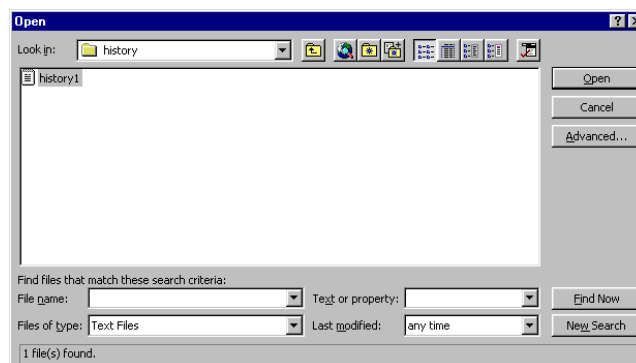 Open
Look in: history
history1
Open
Cancel
Advanced...
Find files that match these search criteria:
File name: Text or property: Find Now
Files of type: Text Files Last modified: any time New Search
1 file(s) found.